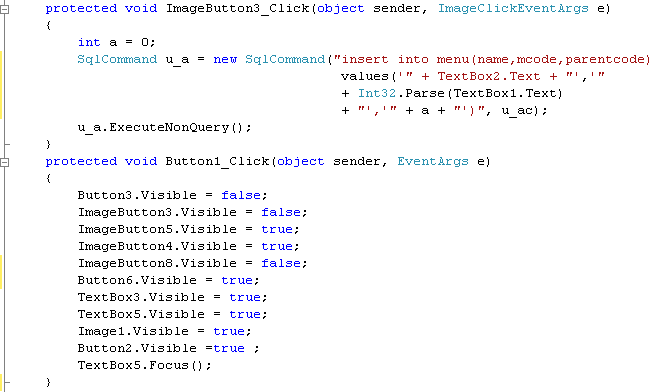 protected void ImageButton3_Click(object sender, ImageClickEventArgs e)
{
int a = 0;
SqlCommand u_a = new SqlCommand("insert into menu(name,mcode,parentcode)
values('" + TextBox2.Text + "','"
+ Int32.Parse(TextBox1.Text)
+ "','" + a + "')", u_ac);
u_a.ExecuteNonQuery();
}
protected void Button1_Click(object sender, EventArgs e)
{
Button3.Visible = false;
ImageButton3.Visible = false;
ImageButton5.Visible = true;
ImageButton4.Visible = true;
ImageButton8.Visible = false;
Button6.Visible = true;
TextBox3.Visible = true;
TextBox5.Visible = true;
Image1.Visible = true;
Button2.Visible =true ;
TextBox5.Focus();
}